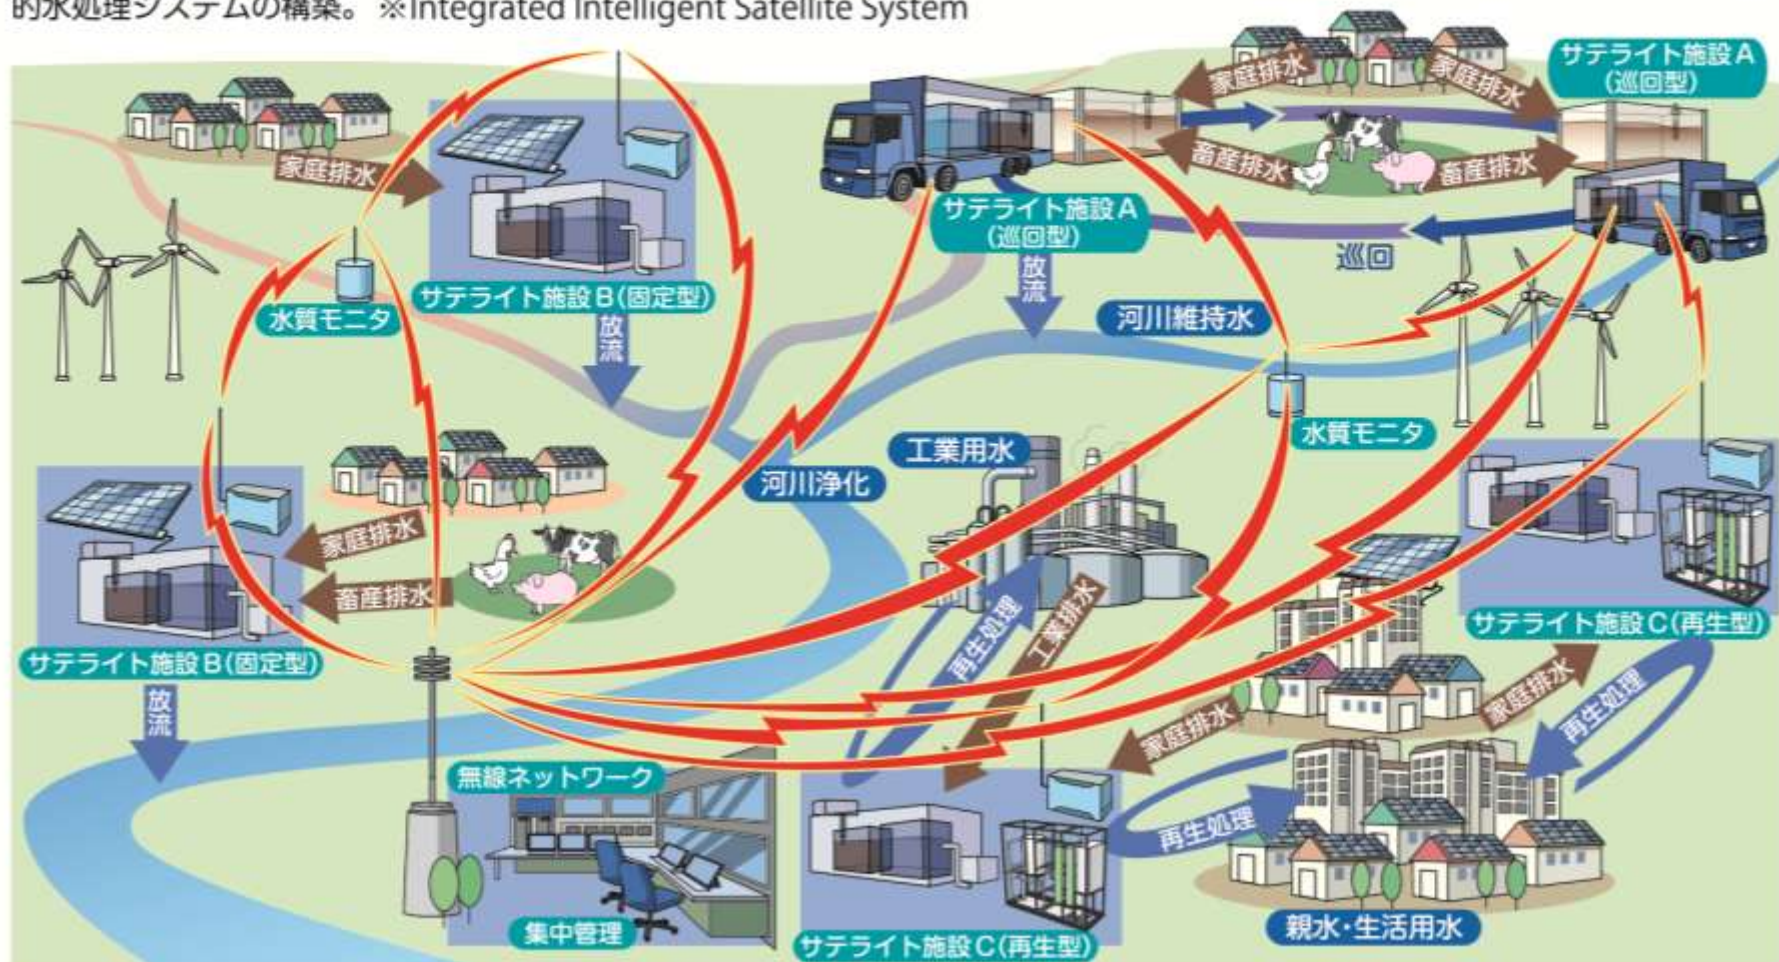 的水処理システムの構築。 ※Integrated Intelligent Satellite System
家庭排水
家庭排水
サテライト施設A
(巡回型)
家庭排水
畜産排水
畜産排水
サテライト施設A
(巡回型)
巡回
水質モニタ
サテライト施設B(固定型)
放流
放流
河川維持水
水質モニタ
工業用水
河川浄化
家庭排水
畜産排水
サテライト施設B(固定型)
放流
再生処理
工業排水
サテライト施設C(再生型)
家庭排水
家庭排水
再生処理
無線ネットワーク
再生処理
集中管理
サテライト施設C(再生型)
親水・生活用水